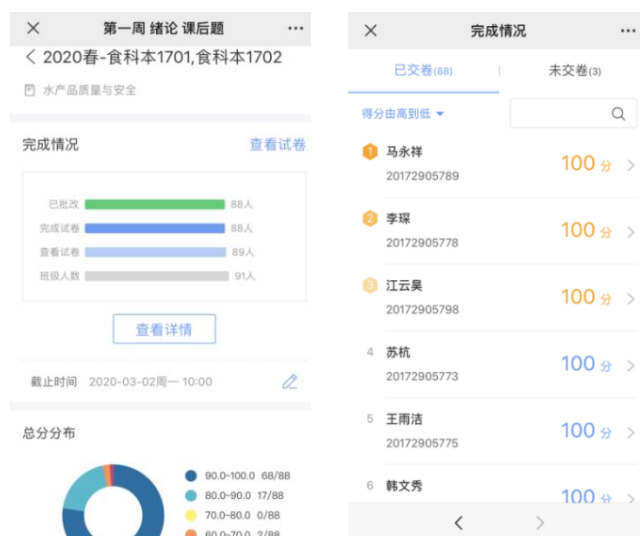 第一周 绪论 课后题
2020春-食科本1701,食科本1702
水产品质量与安全
完成情况
查看试卷
已批改 88人
完成试卷 88人
查看试卷 89人
班级人数 91人
查看详情
截止时间 2020-03-02周一 10:00
总分分布
90.0-100.0 68/88
80.0-90.0 17/88
70.0-80.0 0/88
60.0-70.0 2/88
完成情况
已交卷(88)
未交卷(3)
得分由高到低
1 马永祥
20172905789
100 分
2 李琛
20172905778
100 分
3 江云昊
20172905798
100 分
4 苏杭
20172905773
100 分
5 王雨洁
20172905775
100 分
6 韩文秀
100 分